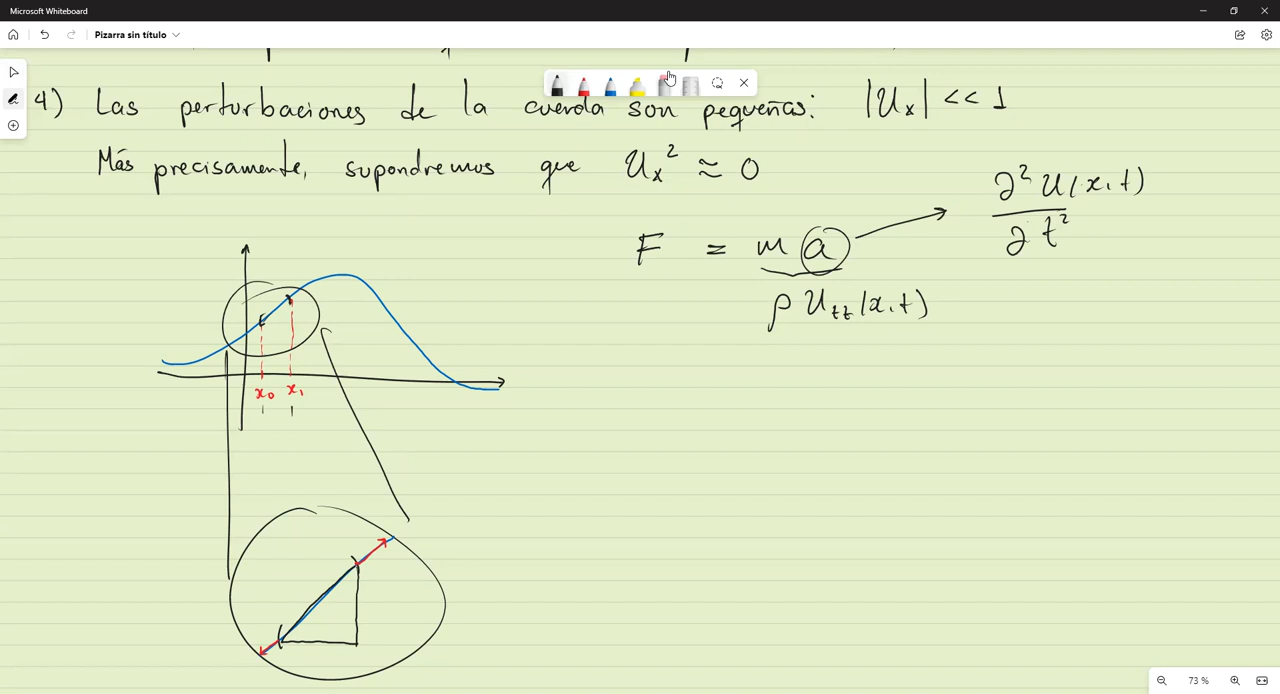 Microsoft Whiteboard
Pizarra sin título
4) Las perturbaciones de la cuerda son pequeñas: |Uₓ| << 1
Más precisamente, supondremos que Uₓ² ≈ 0
∂² U(x,t)
∂ t²
F = m a
ρ Uₜₜ(x,t)
x₀ x₁
73 %